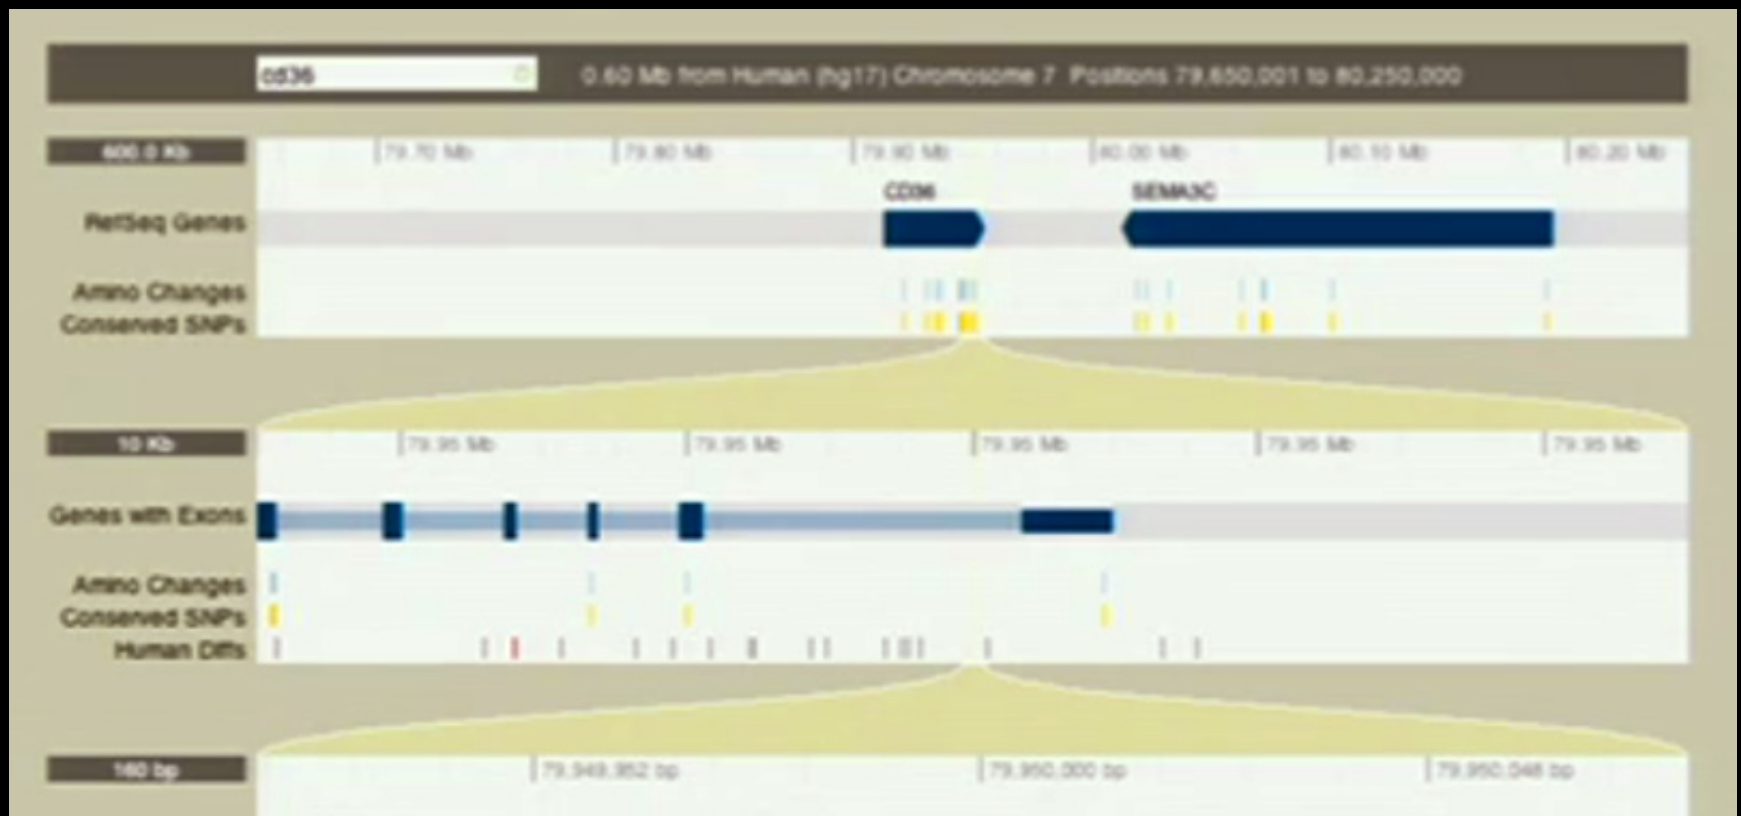 cd36 0.60 Mb from Human (hg17) Chromosome 7 Positions 79,650,001 to 80,250,000
600.0 Kb 79.70 Mb 79.80 Mb 79.90 Mb 80.00 Mb 80.10 Mb 80.20 Mb
CD36 SEMA3C
RefSeq Genes
Amino Changes
Conserved SNPs
10 Kb 79.95 Mb 79.95 Mb 79.95 Mb 79.95 Mb 79.95 Mb
Genes with Exons
Amino Changes
Conserved SNPs
Human Diffs
160 bp 79,949,952 bp 79,950,000 bp 79,950,048 bp